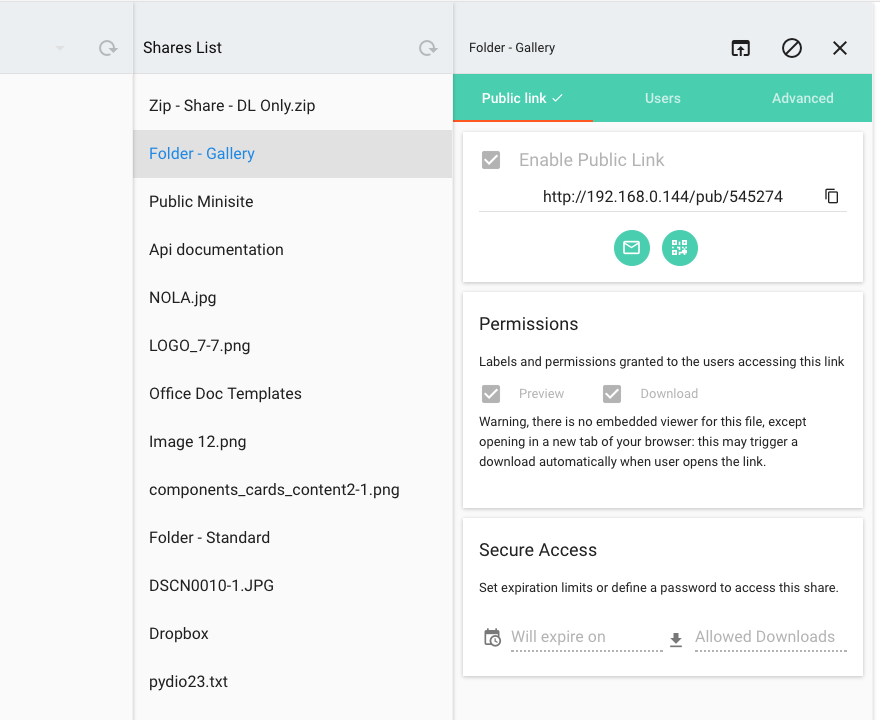 Shares List
Zip - Share - DL Only.zip
Folder - Gallery
Public Minisite
Api documentation
NOLA.jpg
LOGO_7-7.png
Office Doc Templates
Image 12.png
components_cards_content2-1.png
Folder - Standard
DSCN0010-1.JPG
Dropbox
pydio23.txt
Folder - Gallery
Public link Users Advanced
Enable Public Link
http://192.168.0.144/pub/545274
Permissions
Labels and permissions granted to the users accessing this link
Preview Download
Warning, there is no embedded viewer for this file, except
opening in a new tab of your browser: this may trigger a
download automatically when user opens the link.
Secure Access
Set expiration limits or define a password to access this share.
Will expire on Allowed Downloads